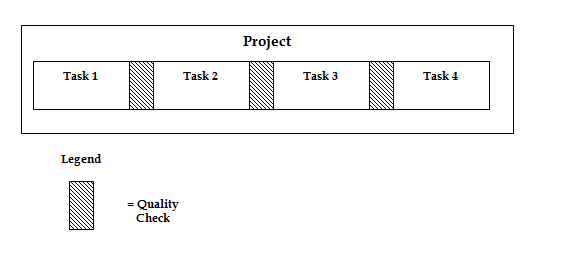 Project
Task 1 Task 2 Task 3 Task 4
Legend
= Quality
Check